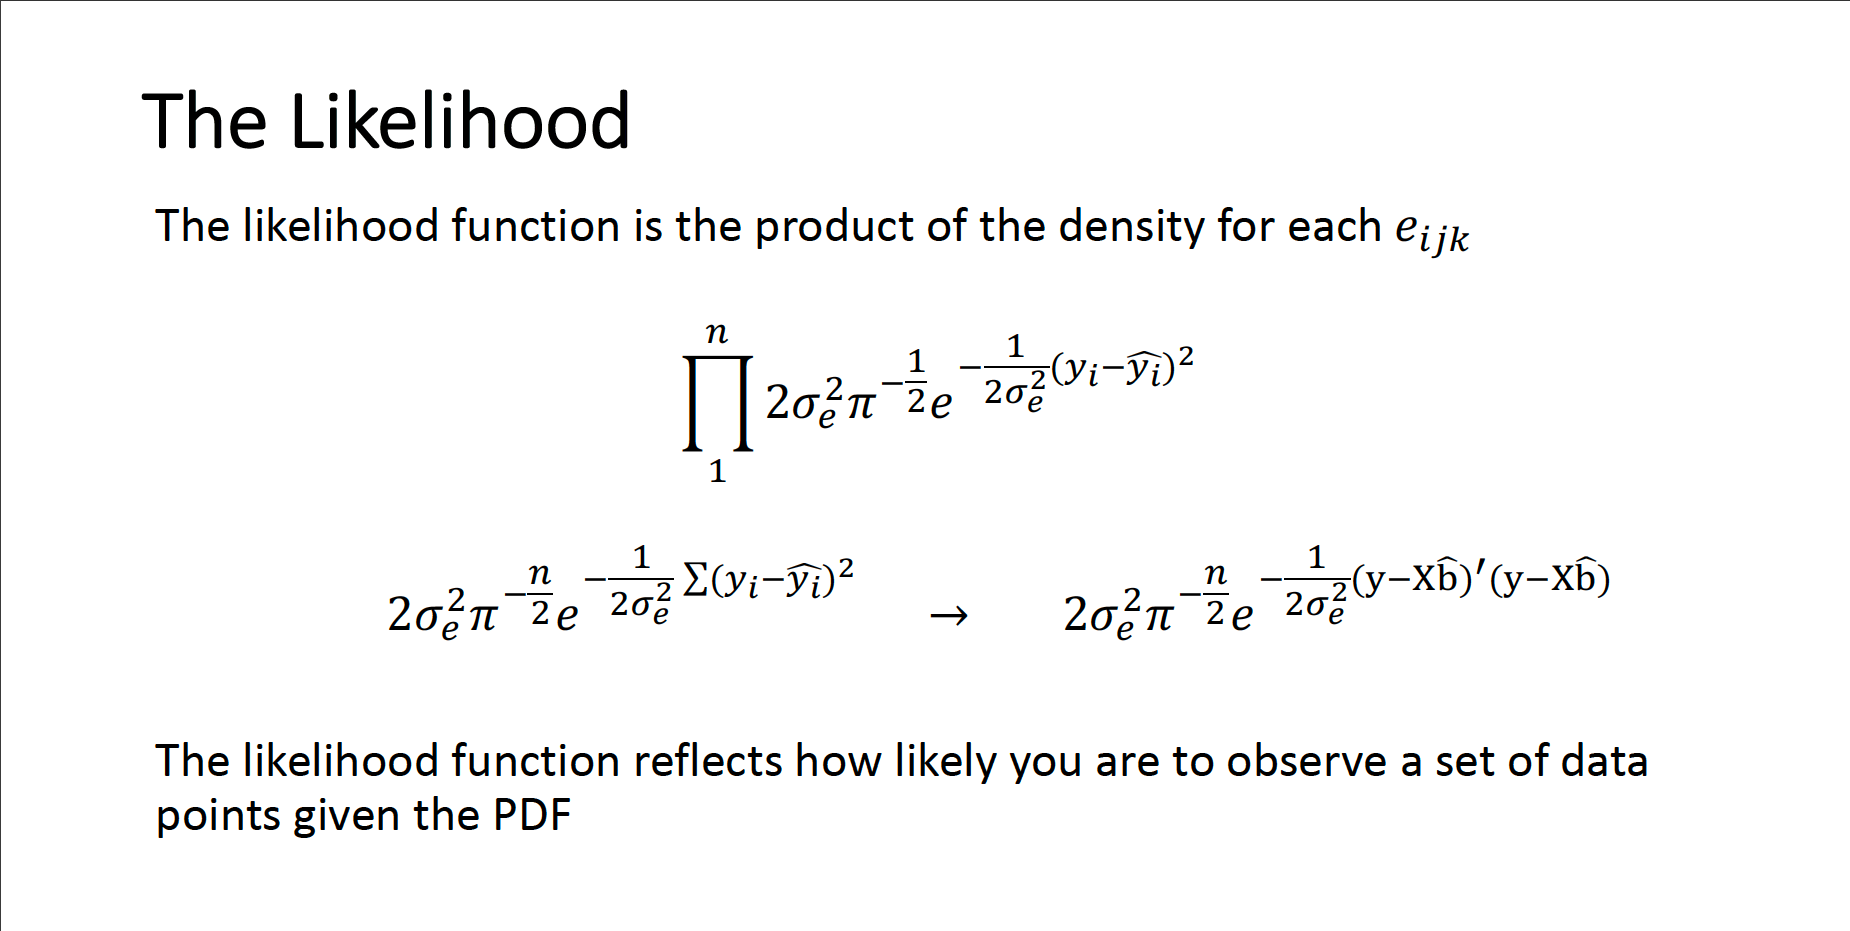 The Likelihood
The likelihood function is the product of the density for each $e_{ijk}$
$\prod_{1}^{n} 2\sigma_e^2 \pi^{-\frac{1}{2}} e^{-\frac{1}{2\sigma_e^2}(y_i - \widehat{y_i})^2}$
$2\sigma_e^2 \pi^{-\frac{n}{2}} e^{-\frac{1}{2\sigma_e^2} \sum (y_i - \widehat{y_i})^2} \rightarrow 2\sigma_e^2 \pi^{-\frac{n}{2}} e^{-\frac{1}{2\sigma_e^2} (\mathrm{y} - \mathrm{X}\widehat{\mathrm{b}})'(\mathrm{y} - \mathrm{X}\widehat{\mathrm{b}})}$
The likelihood function reflects how likely you are to observe a set of data
points given the PDF